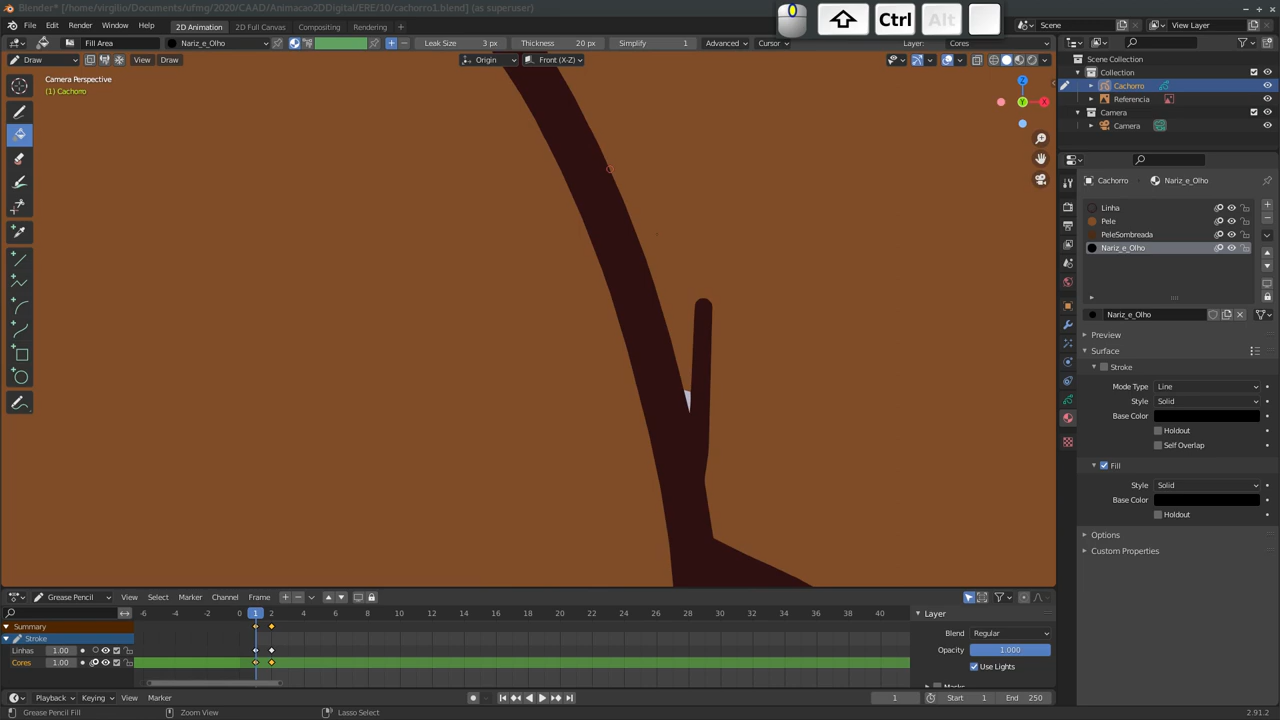 Blender* [/home/virgilio/Documents/ufmg/2020/CAAD/Animacao2DDigital/ERE/10/cachorro1.blend] (as superuser)
File Edit Render Window Help 2D Animation 2D Full Canvas Compositing Rendering
Ctrl Alt
Scene View Layer
Fill Area Nariz_e_Olho Leak Size 3 px Thickness 20 px Simplify 1 Advanced Cursor Layer: Cores
Draw View Draw Origin Front (X-Z)
Camera Perspective
(1) Cachorro
Z
Y
X
Scene Collection
Collection
Cachorro
Referencia
Camera
Camera
Cachorro Nariz_e_Olho
Linha
Pele
PeleSombreada
Nariz_e_Olho
Nariz_e_Olho
Preview
Surface
Stroke
Mode Type Line
Style Solid
Base Color
Holdout
Self Overlap
Fill
Style Solid
Base Color
Holdout
Options
Custom Properties
Grease Pencil View Select Marker Channel Frame
-6 -4 -2 0 1 2 4 6 8 10 12 14 16 18 20 22 24 26 28 30 32 34 36 38 40
Summary
Stroke
Linhas 1.00
Cores 1.00
Layer
Blend Regular
Opacity 1.000
Use Lights
Masks
Playback Keying View Marker 1 Start 1 End 250
Grease Pencil Fill Zoom View Lasso Select 2.91.2